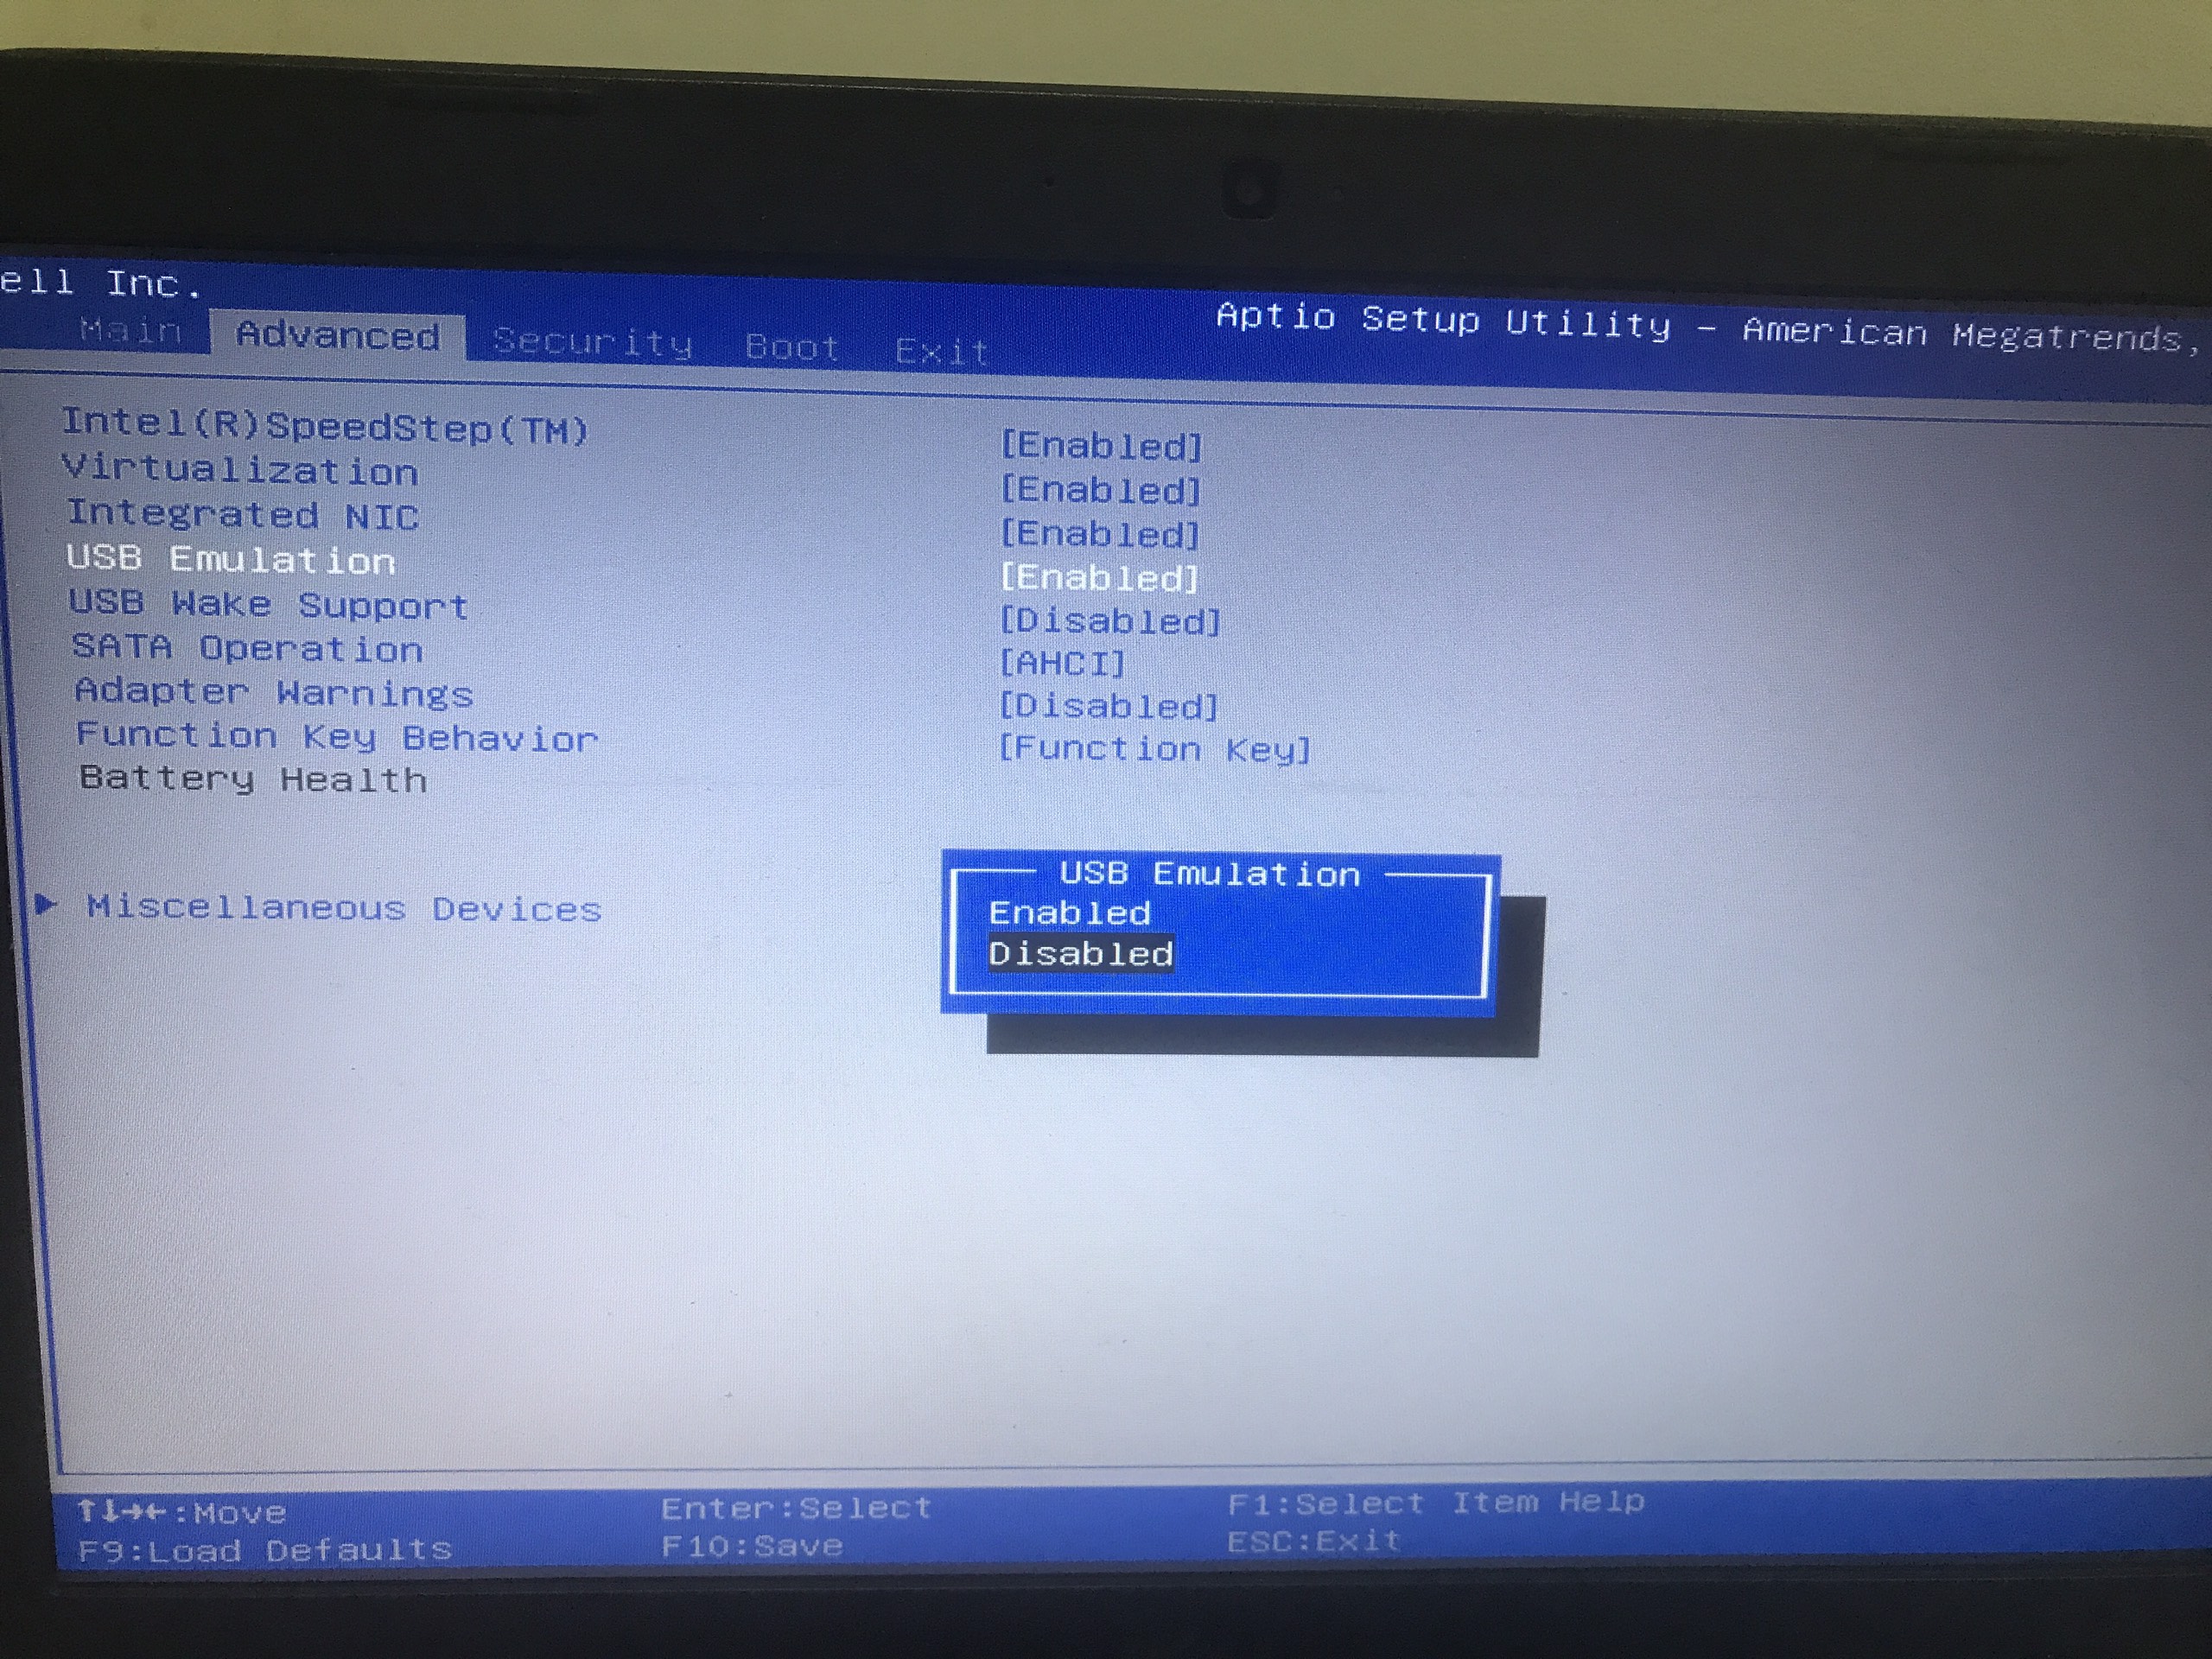 ell Inc.
Aptio Setup Utility - American Megatrends,
Main Advanced Security Boot Exit
Intel(R)SpeedStep(TM) [Enabled]
Virtualization [Enabled]
Integrated NIC [Enabled]
USB Emulation [Enabled]
USB Wake Support [Disabled]
SATA Operation [AHCI]
Adapter Warnings [Disabled]
Function Key Behavior [Function Key]
Battery Health
▶ Miscellaneous Devices
USB Emulation
Enabled
Disabled
↑↓→←:Move Enter:Select F1:Select Item Help
F9:Load Defaults F10:Save ESC:Exit